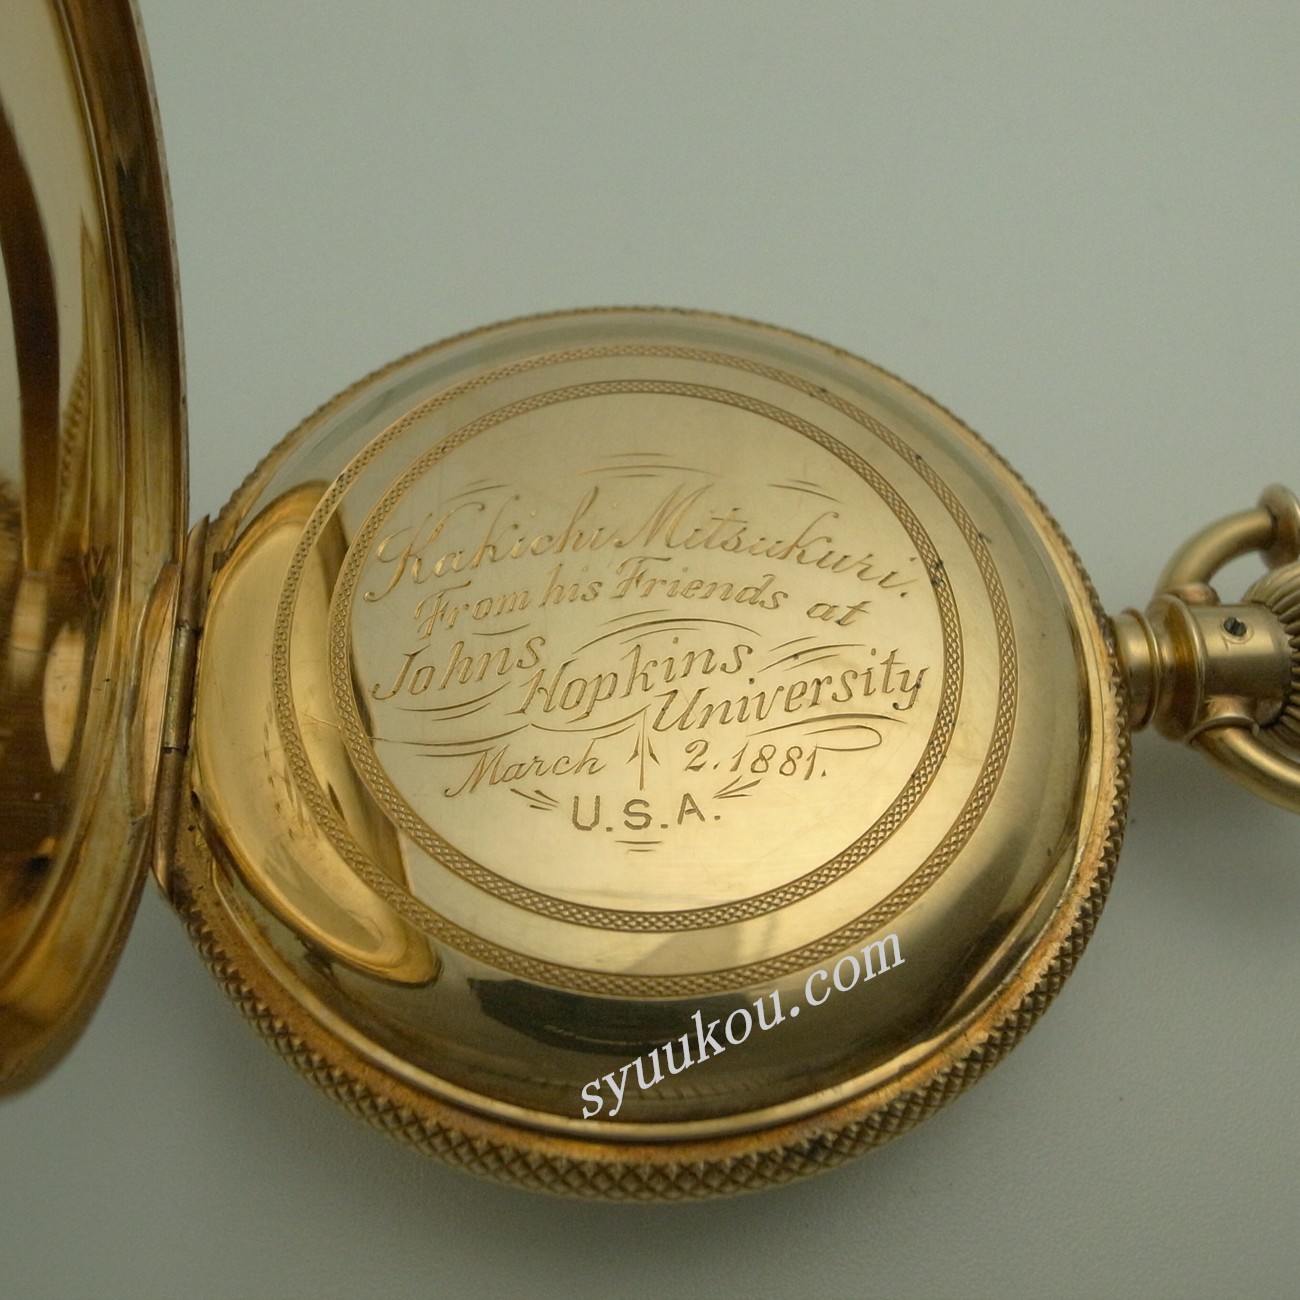 Kakichi Mitsukuri.
From his Friends at
Johns Hopkins University
March 2. 1881.
U.S.A.
syuukou.com